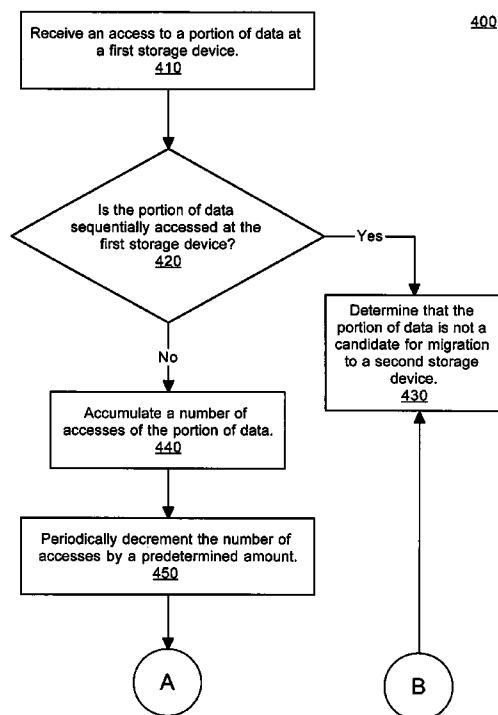 400
Receive an access to a portion of data at
a first storage device.
410
Is the portion of data
sequentially accessed at the
first storage device?
420
Yes
No
Determine that the
portion of data is not a
candidate for migration
to a second storage
device.
430
Accumulate a number of
accesses of the portion of data.
440
Periodically decrement the number of
accesses by a predetermined amount.
450
A
B